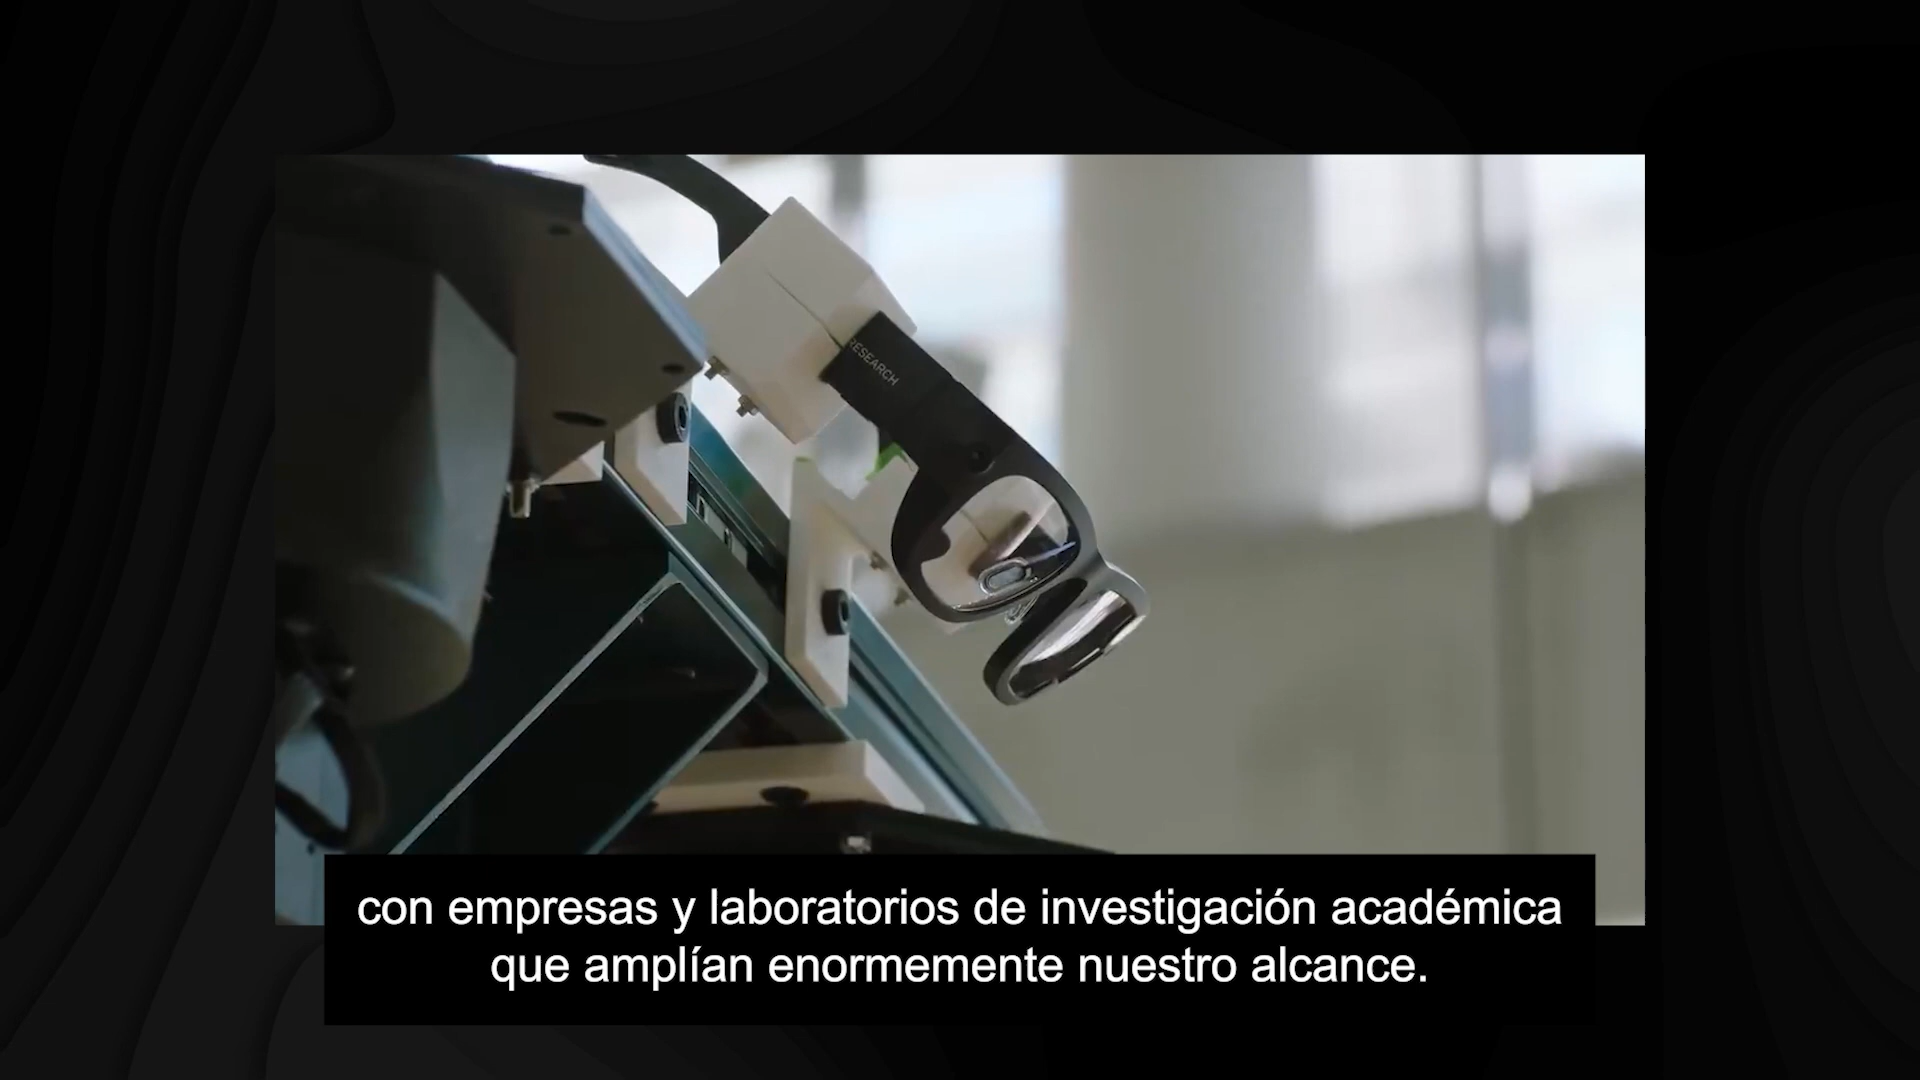 RESEARCH
con empresas y laboratorios de investigación académica
que amplían enormemente nuestro alcance.